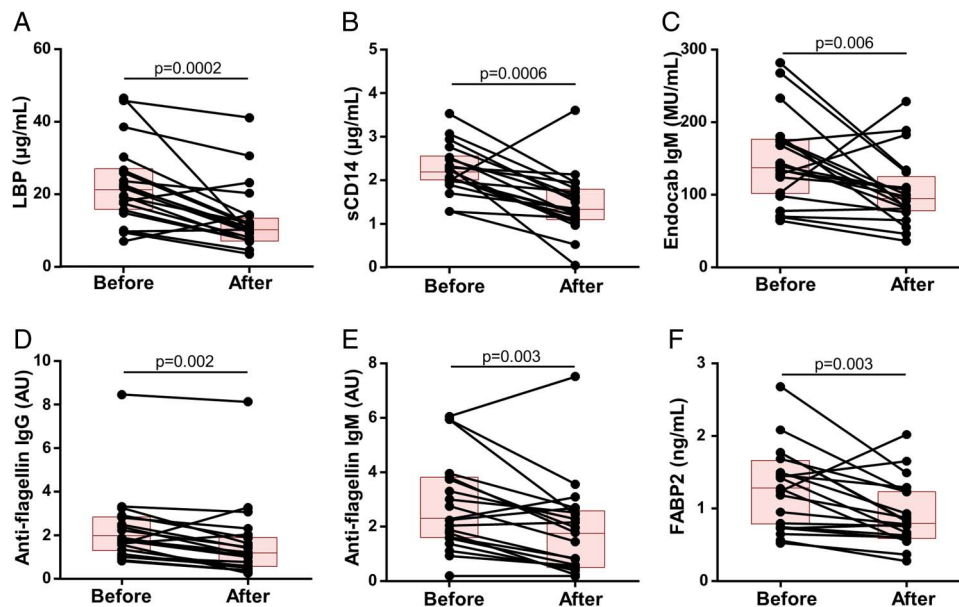 A
p=0.0002
LBP (µg/mL)
60
40
20
0
Before After
B
p=0.0006
sCD14 (µg/mL)
5
4
3
2
1
0
Before After
C
p=0.006
Endocab IgM (MU/mL)
300
200
100
0
Before After
D
p=0.002
Anti-flagellin IgG (AU)
10
8
6
4
2
0
Before After
E
p=0.003
Anti-flagellin IgM (AU)
8
6
4
2
0
Before After
F
p=0.003
FABP2 (ng/mL)
3
2
1
0
Before After